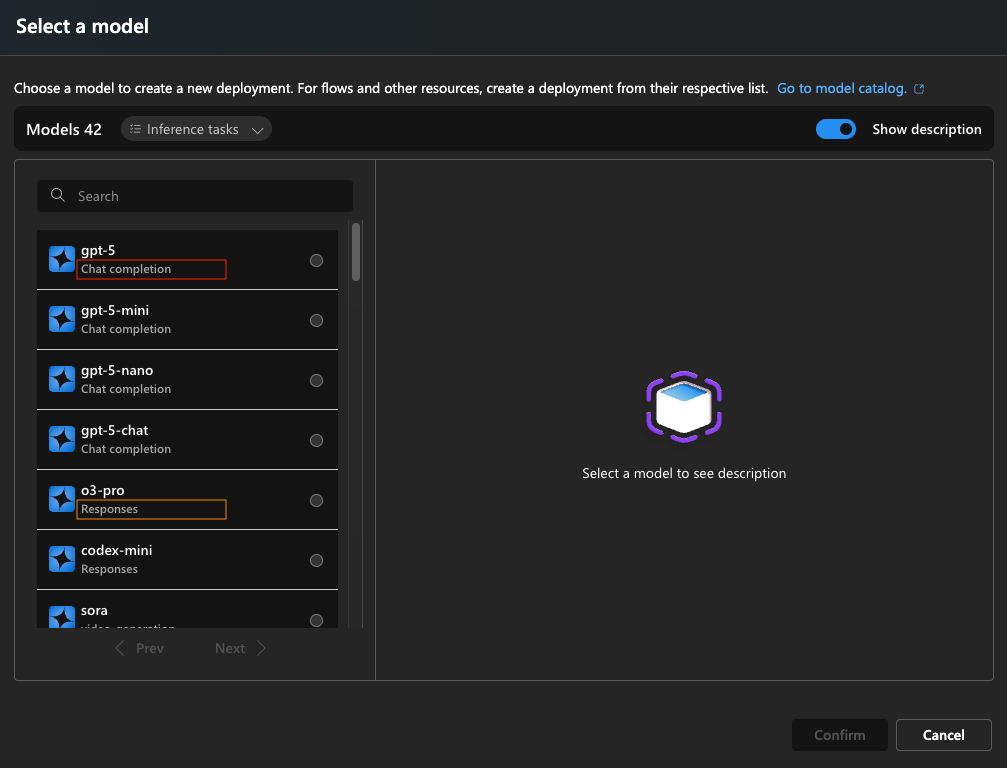 Select a model
Choose a model to create a new deployment. For flows and other resources, create a deployment from their respective list. Go to model catalog.
Models 42
Inference tasks
Show description
Search
gpt-5
Chat completion
gpt-5-mini
Chat completion
gpt-5-nano
Chat completion
gpt-5-chat
Chat completion
o3-pro
Responses
codex-mini
Responses
sora
video-generation
Prev
Next
Select a model to see description
Confirm
Cancel